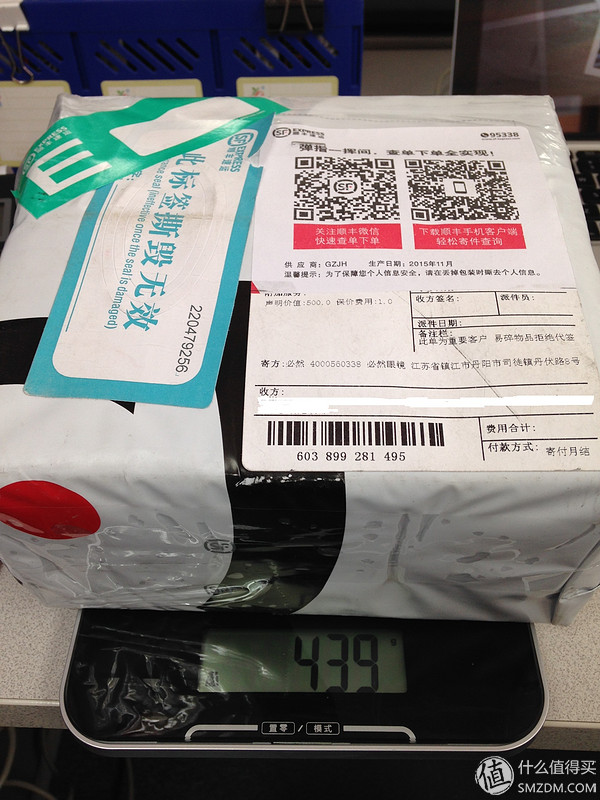 SF EXPRESS
顺丰速运
95338
弹指一挥间，查单下单全实现！
关注顺丰微信
快速查单下单
下载顺丰手机客户端
轻松寄件查询
供 应 商：GZJH 生产日期：2015年11月
温馨提示：为了保障您个人信息安全，请在丢掉包装时撕去个人信息。
SF EXPRESS
顺丰速运
此标签撕毁无效
(ineffective once the seal is damaged)
220479256
声明价值:500.0 保价费用:1.0
收方签名：
派件员：
派件日期：
备注栏：
此单为重要客户 易碎物品拒绝代签
寄方:必然 4000580338 必然眼镜 江苏省镇江市丹阳市司徒镇丹伏路8号
收方:
603 899 281 495
费用合计：
付款方式： 寄付月结
439
置零 / 模式
值 什么值得买
SMZDM.COM